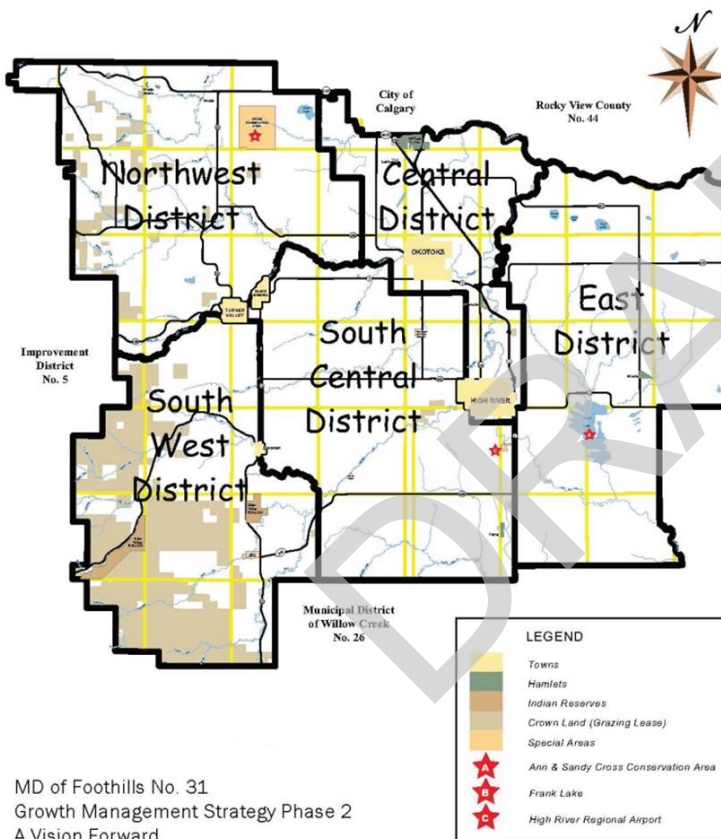 N
City of
Calgary
Rocky View County
No. 44
Northwest
District
Central
District
OKOTOKS
TURNER
VALLEY
East
District
South
Central
District
Improvement
District
No. 5
HIGH RIVER
South
West
District
Municipal District
of Willow Creek
No. 26
DRA
LEGEND
Towns
Hamlets
Indian Reserves
Crown Land (Grazing Lease)
Special Areas
A Ann & Sandy Cross Conservation Area
B Frank Lake
C High River Regional Airport
MD of Foothills No. 31
Growth Management Strategy Phase 2
A Vision Forward